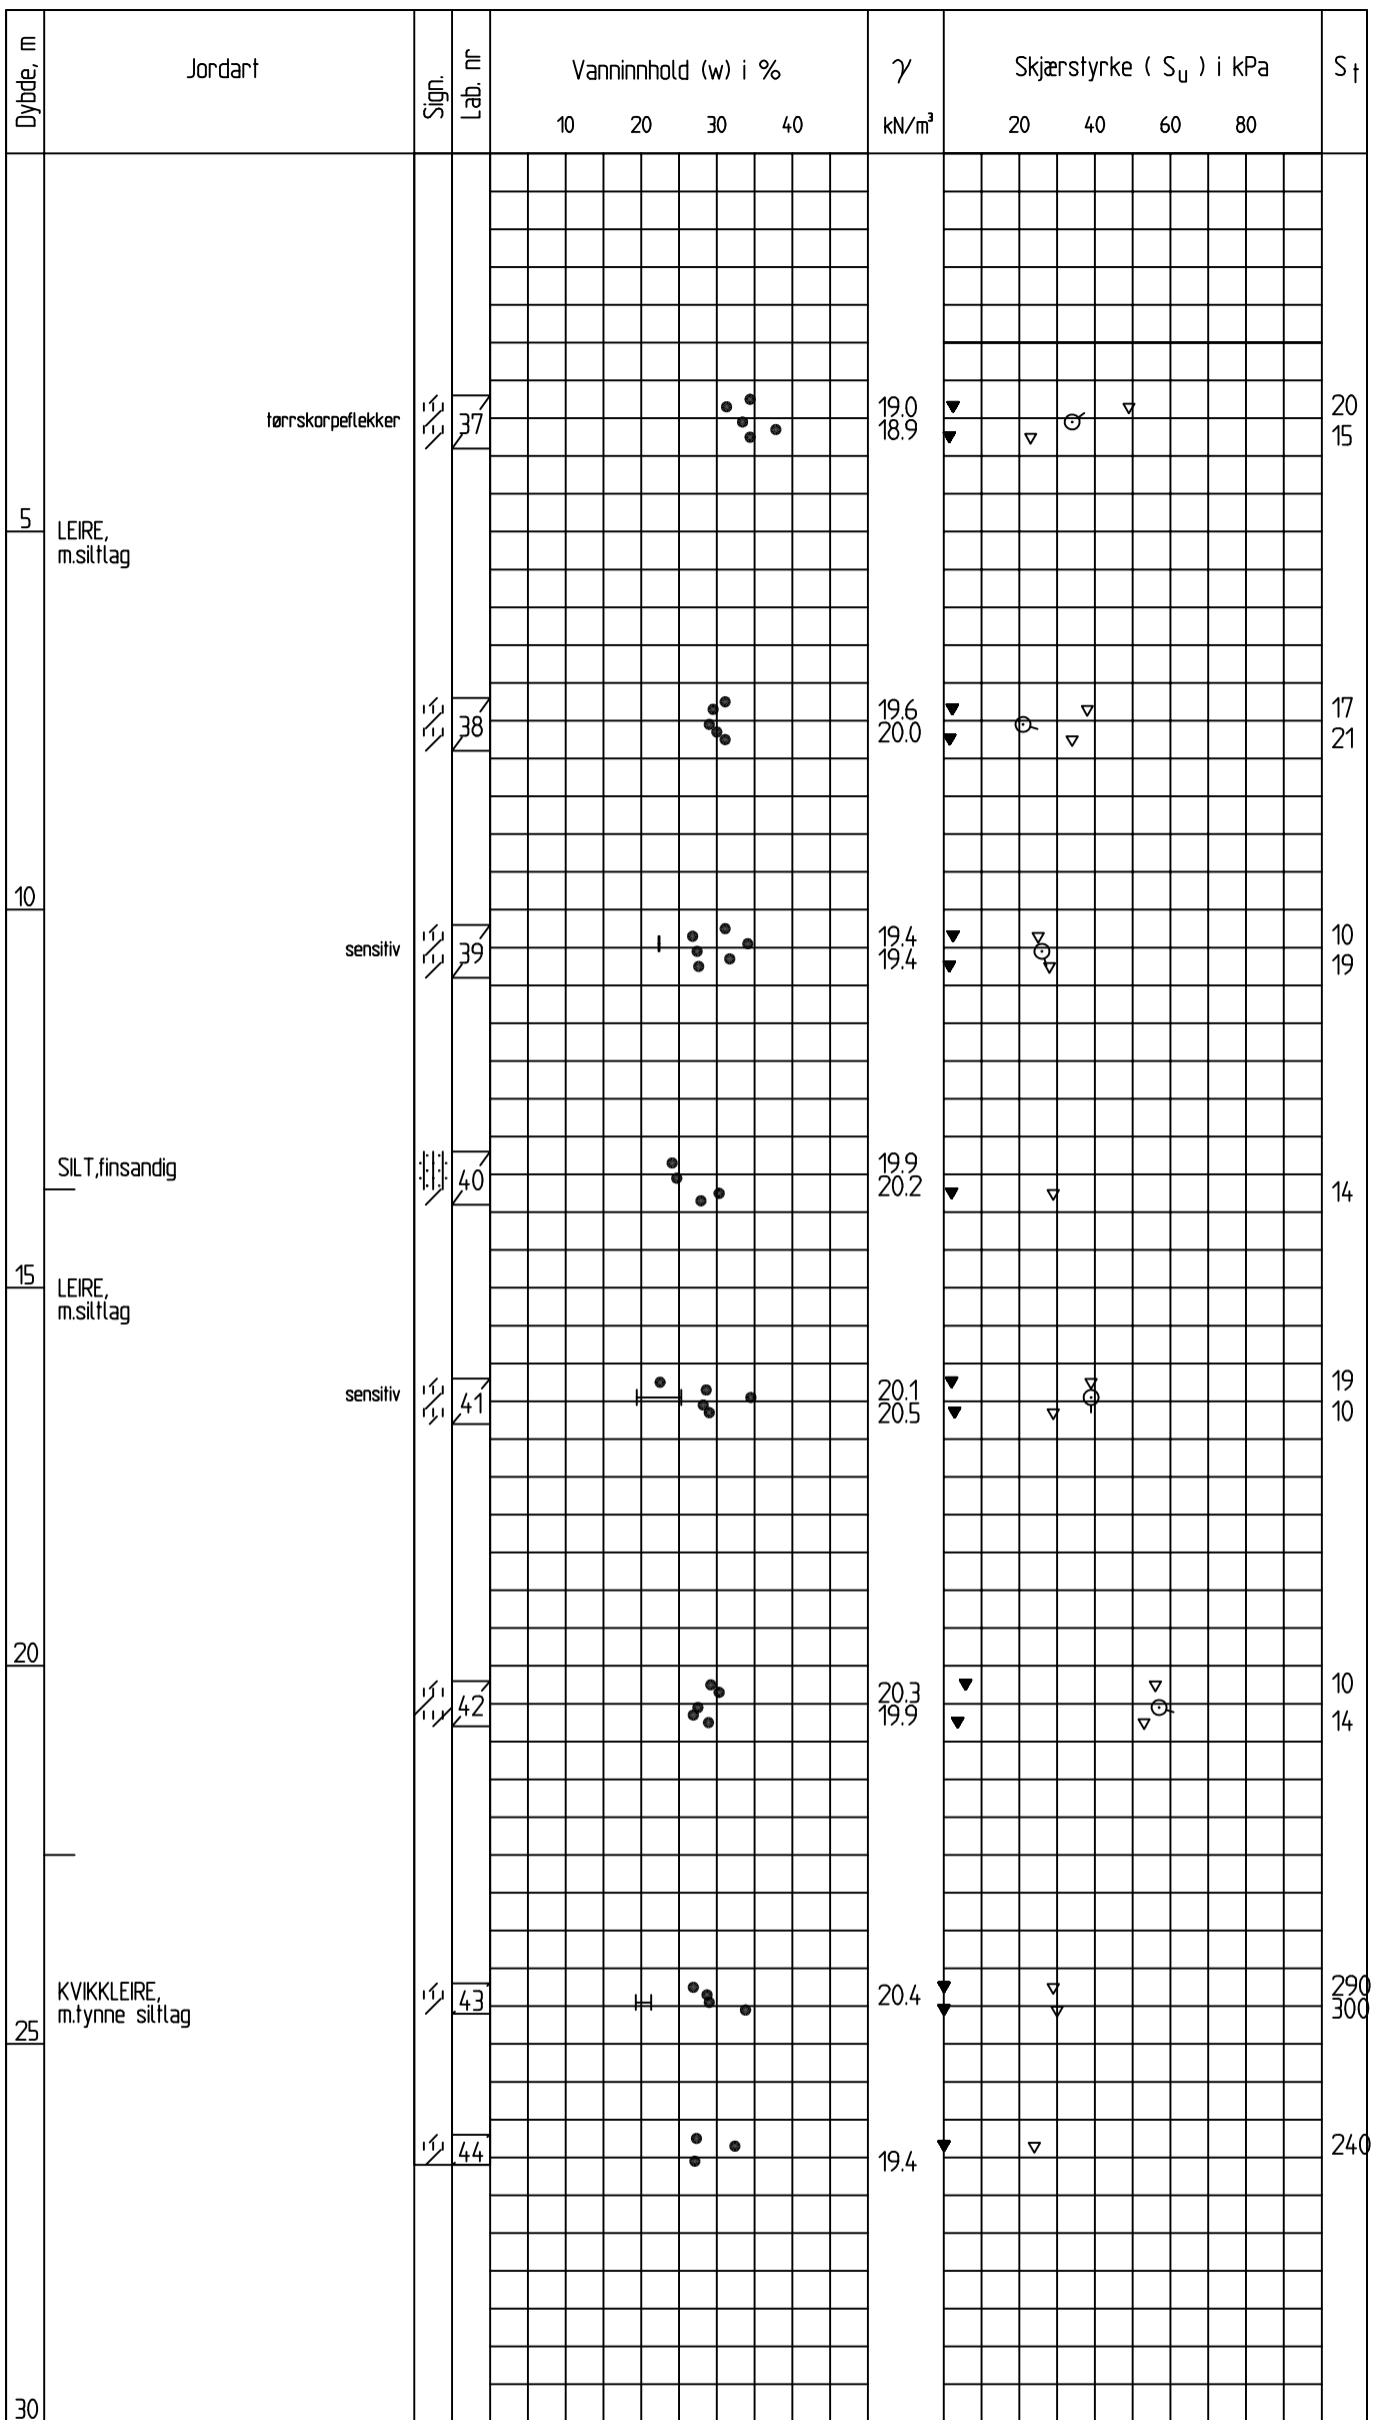 Dybde, m
Jordart
Sign.
Lab. nr
Vanninnhold (w) i %
γ
Skjærstyrke ( Su ) i kPa
St
10 20 30 40
kN/m³
20 40 60 80
tørrskorpeflekker
37
19.0
18.9
20
15
5
LEIRE,
m.siltlag
38
19.6
20.0
17
21
10
sensitiv
39
19.4
19.4
10
19
SILT,finsandig
40
19.9
20.2
14
15
LEIRE,
m.siltlag
sensitiv
41
20.1
20.5
19
10
20
42
20.3
19.9
10
14
KVIKKLEIRE,
m.tynne siltlag
43
20.4
290
300
25
44
19.4
240
30